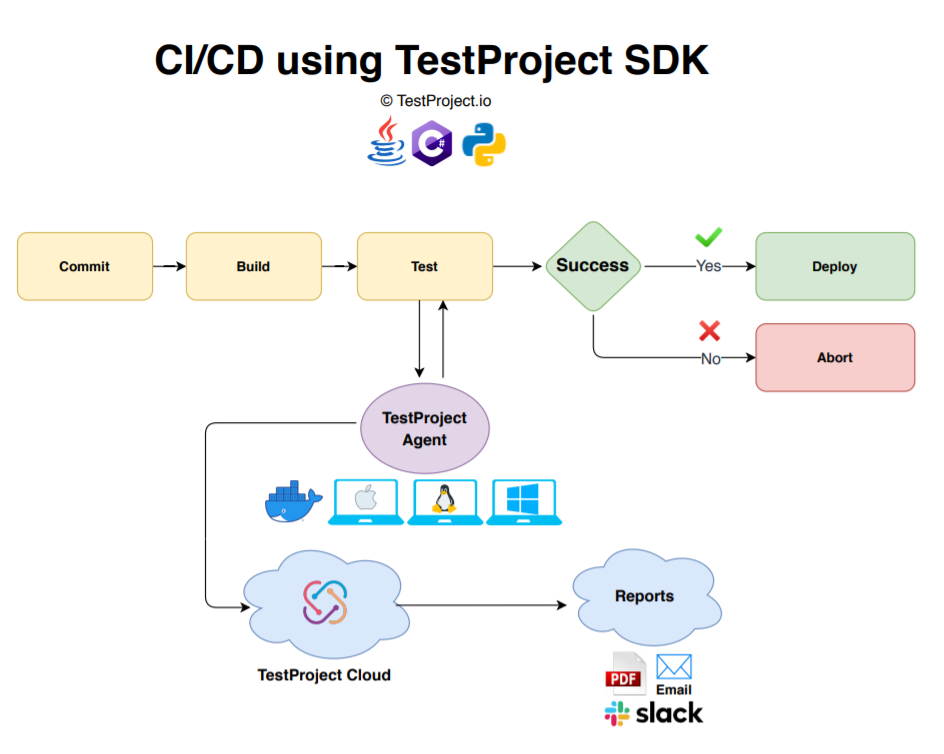 CI/CD using TestProject SDK
© TestProject.io
C#
Commit
Build
Test
Success
Yes
Deploy
No
Abort
TestProject
Agent
Reports
TestProject Cloud
PDF
Email
slack